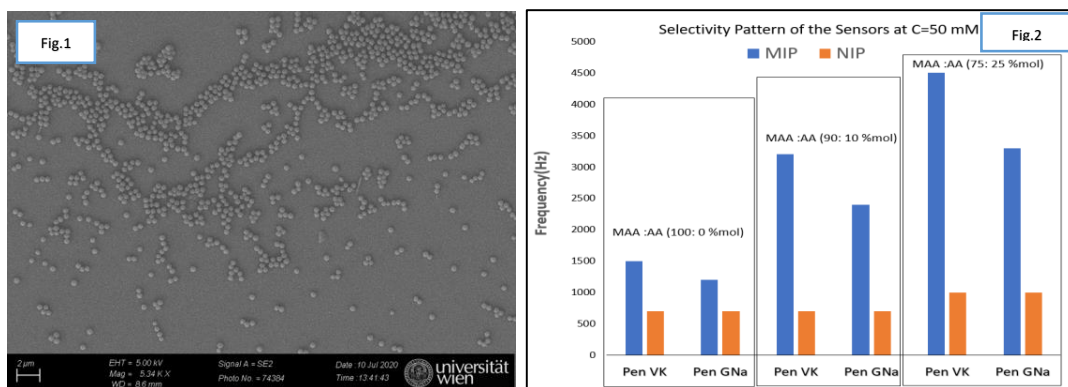 Fig.1
2 µm
EHT = 5.00 kV
Mag = 5.34 K X
WD = 8.6 mm
Signal A = SE2
Photo No. = 74384
Date :10 Jul 2020
Time :13:41:43
universität
wien
Selectivity Pattern of the Sensors at C=50 mM
Fig.2
MIP NIP
Frequency(Hz)
5000
4500
4000
3500
3000
2500
2000
1500
1000
500
0
MAA :AA (100: 0 %mol)
MAA :AA (90: 10 %mol)
MAA :AA (75: 25 %mol)
Pen VK Pen GNa Pen VK Pen GNa Pen VK Pen GNa